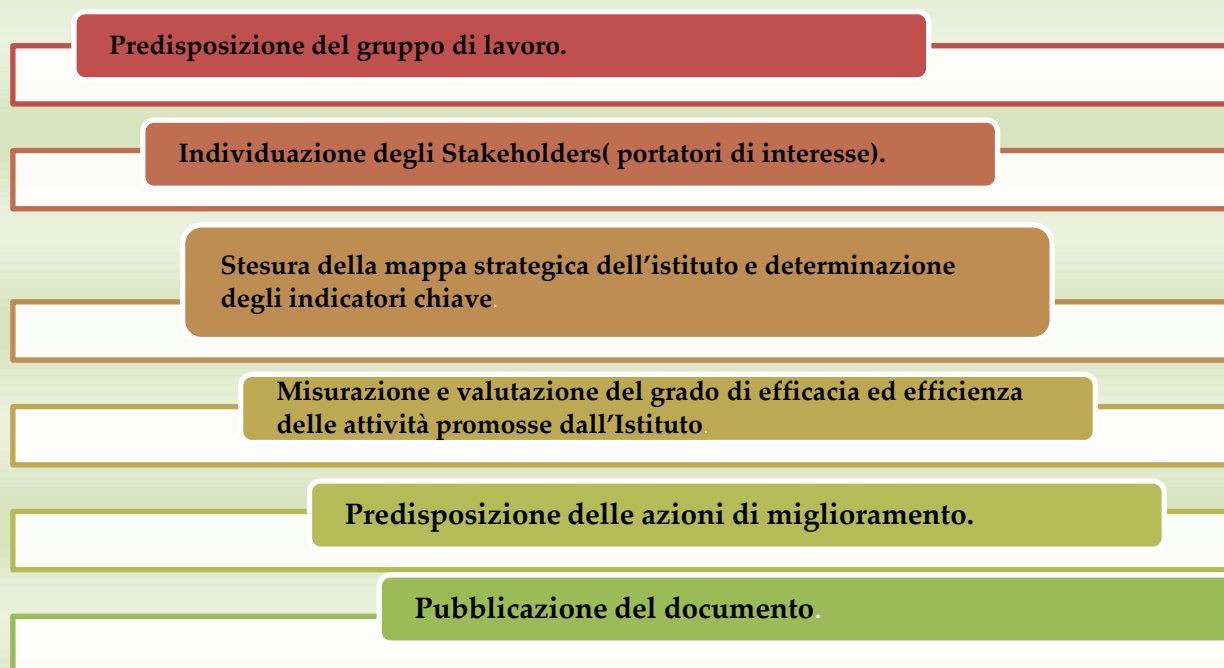 Predisposizione del gruppo di lavoro.
Individuazione degli Stakeholders( portatori di interesse).
Stesura della mappa strategica dell’istituto e determinazione
degli indicatori chiave.
Misurazione e valutazione del grado di efficacia ed efficienza
delle attività promosse dall’Istituto.
Predisposizione delle azioni di miglioramento.
Pubblicazione del documento.